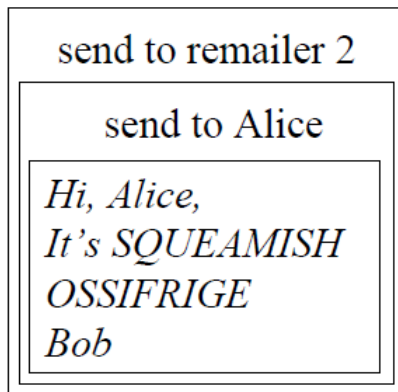 send to remailer 2
send to Alice
Hi, Alice,
It’s SQUEAMISH
OSSIFRIGE
Bob